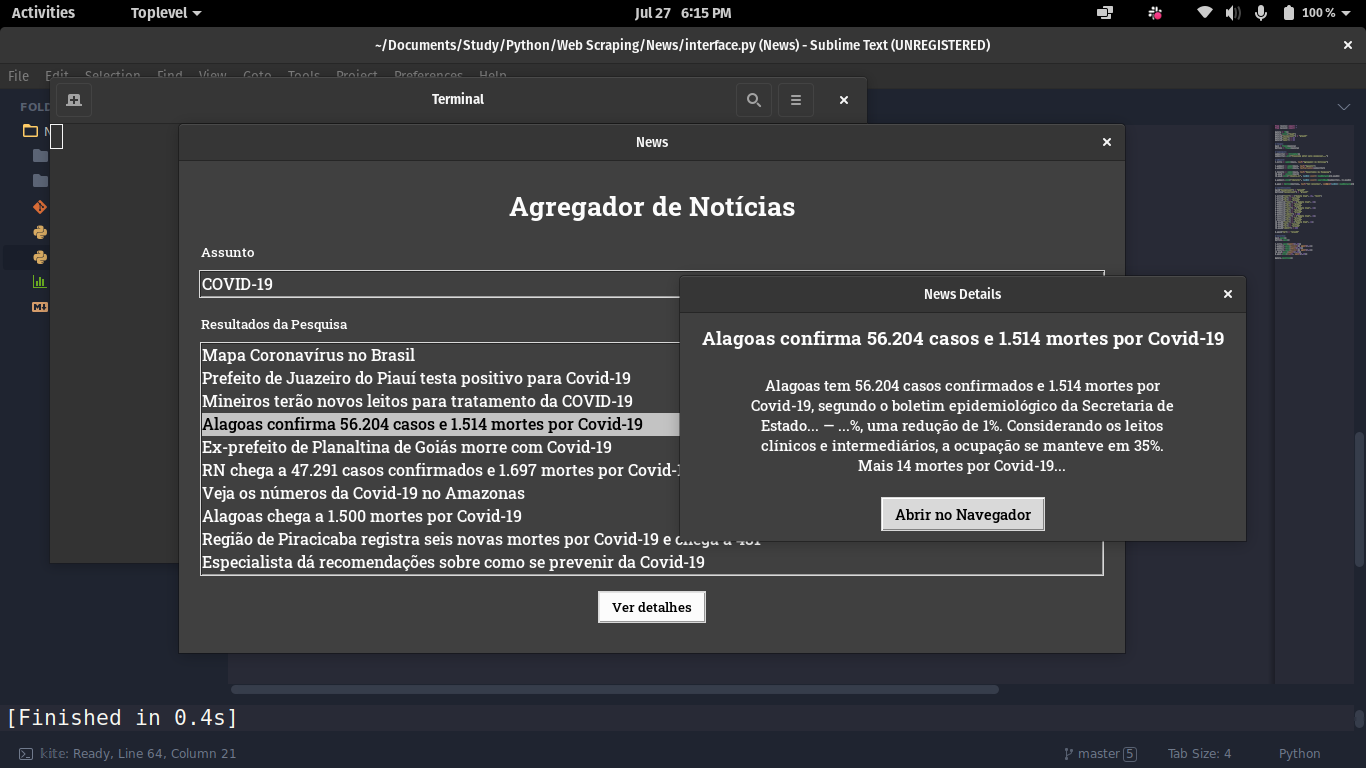 Activities Toplevel Jul 27 6:15 PM 100 %
~/Documents/Study/Python/Web Scraping/News/interface.py (News) - Sublime Text (UNREGISTERED)
File Edit Selection Find View Goto Tools Project Preferences Help
Terminal
FOLD
N
News
Agregador de Notícias
Assunto
COVID-19
Resultados da Pesquisa
Mapa Coronavírus no Brasil
Prefeito de Juazeiro do Piauí testa positivo para Covid-19
Mineiros terão novos leitos para tratamento da COVID-19
Alagoas confirma 56.204 casos e 1.514 mortes por Covid-19
Ex-prefeito de Planaltina de Goiás morre com Covid-19
RN chega a 47.291 casos confirmados e 1.697 mortes por Covid-1
Veja os números da Covid-19 no Amazonas
Alagoas chega a 1.500 mortes por Covid-19
Região de Piracicaba registra seis novas mortes por Covid-19 e chega a 461
Especialista dá recomendações sobre como se prevenir da Covid-19
Ver detalhes
News Details
Alagoas confirma 56.204 casos e 1.514 mortes por Covid-19
Alagoas tem 56.204 casos confirmados e 1.514 mortes por
Covid-19, segundo o boletim epidemiológico da Secretaria de
Estado... — ...%, uma redução de 1%. Considerando os leitos
clínicos e intermediários, a ocupação se manteve em 35%.
Mais 14 mortes por Covid-19...
Abrir no Navegador
[Finished in 0.4s]
kite: Ready, Line 64, Column 21 master 5 Tab Size: 4 Python